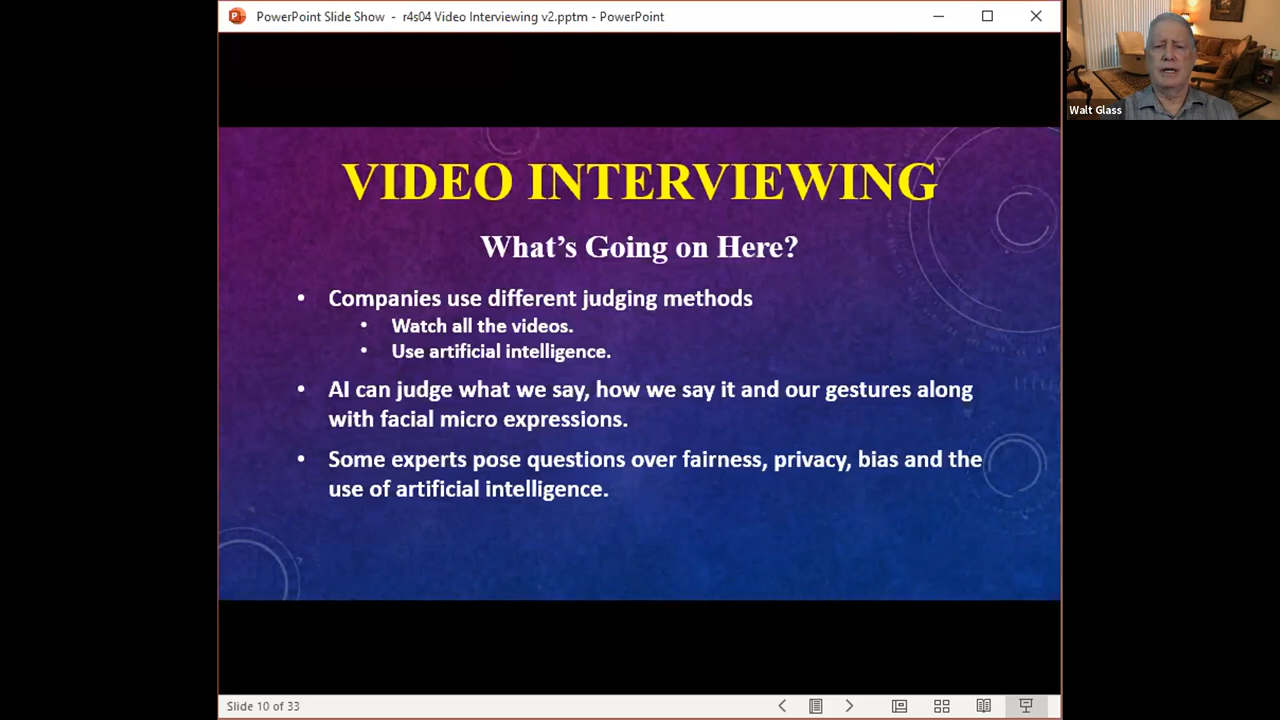 PowerPoint Slide Show - r4s04 Video Interviewing v2.pptm - PowerPoint
Walt Glass
VIDEO INTERVIEWING
What's Going on Here?
• Companies use different judging methods
• Watch all the videos.
• Use artificial intelligence.
• AI can judge what we say, how we say it and our gestures along
with facial micro expressions.
• Some experts pose questions over fairness, privacy, bias and the
use of artificial intelligence.
Slide 10 of 33